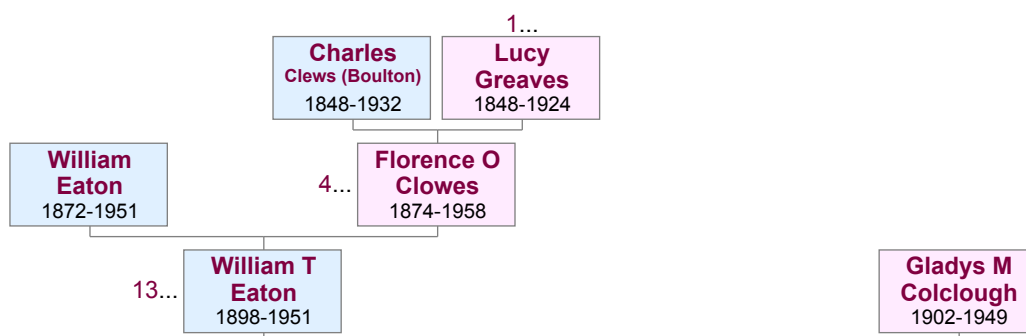 1...
Charles
Clews (Boulton)
1848-1932
Lucy
Greaves
1848-1924
William
Eaton
1872-1951
4...
Florence O
Clowes
1874-1958
13...
William T
Eaton
1898-1951
Gladys M
Colclough
1902-1949